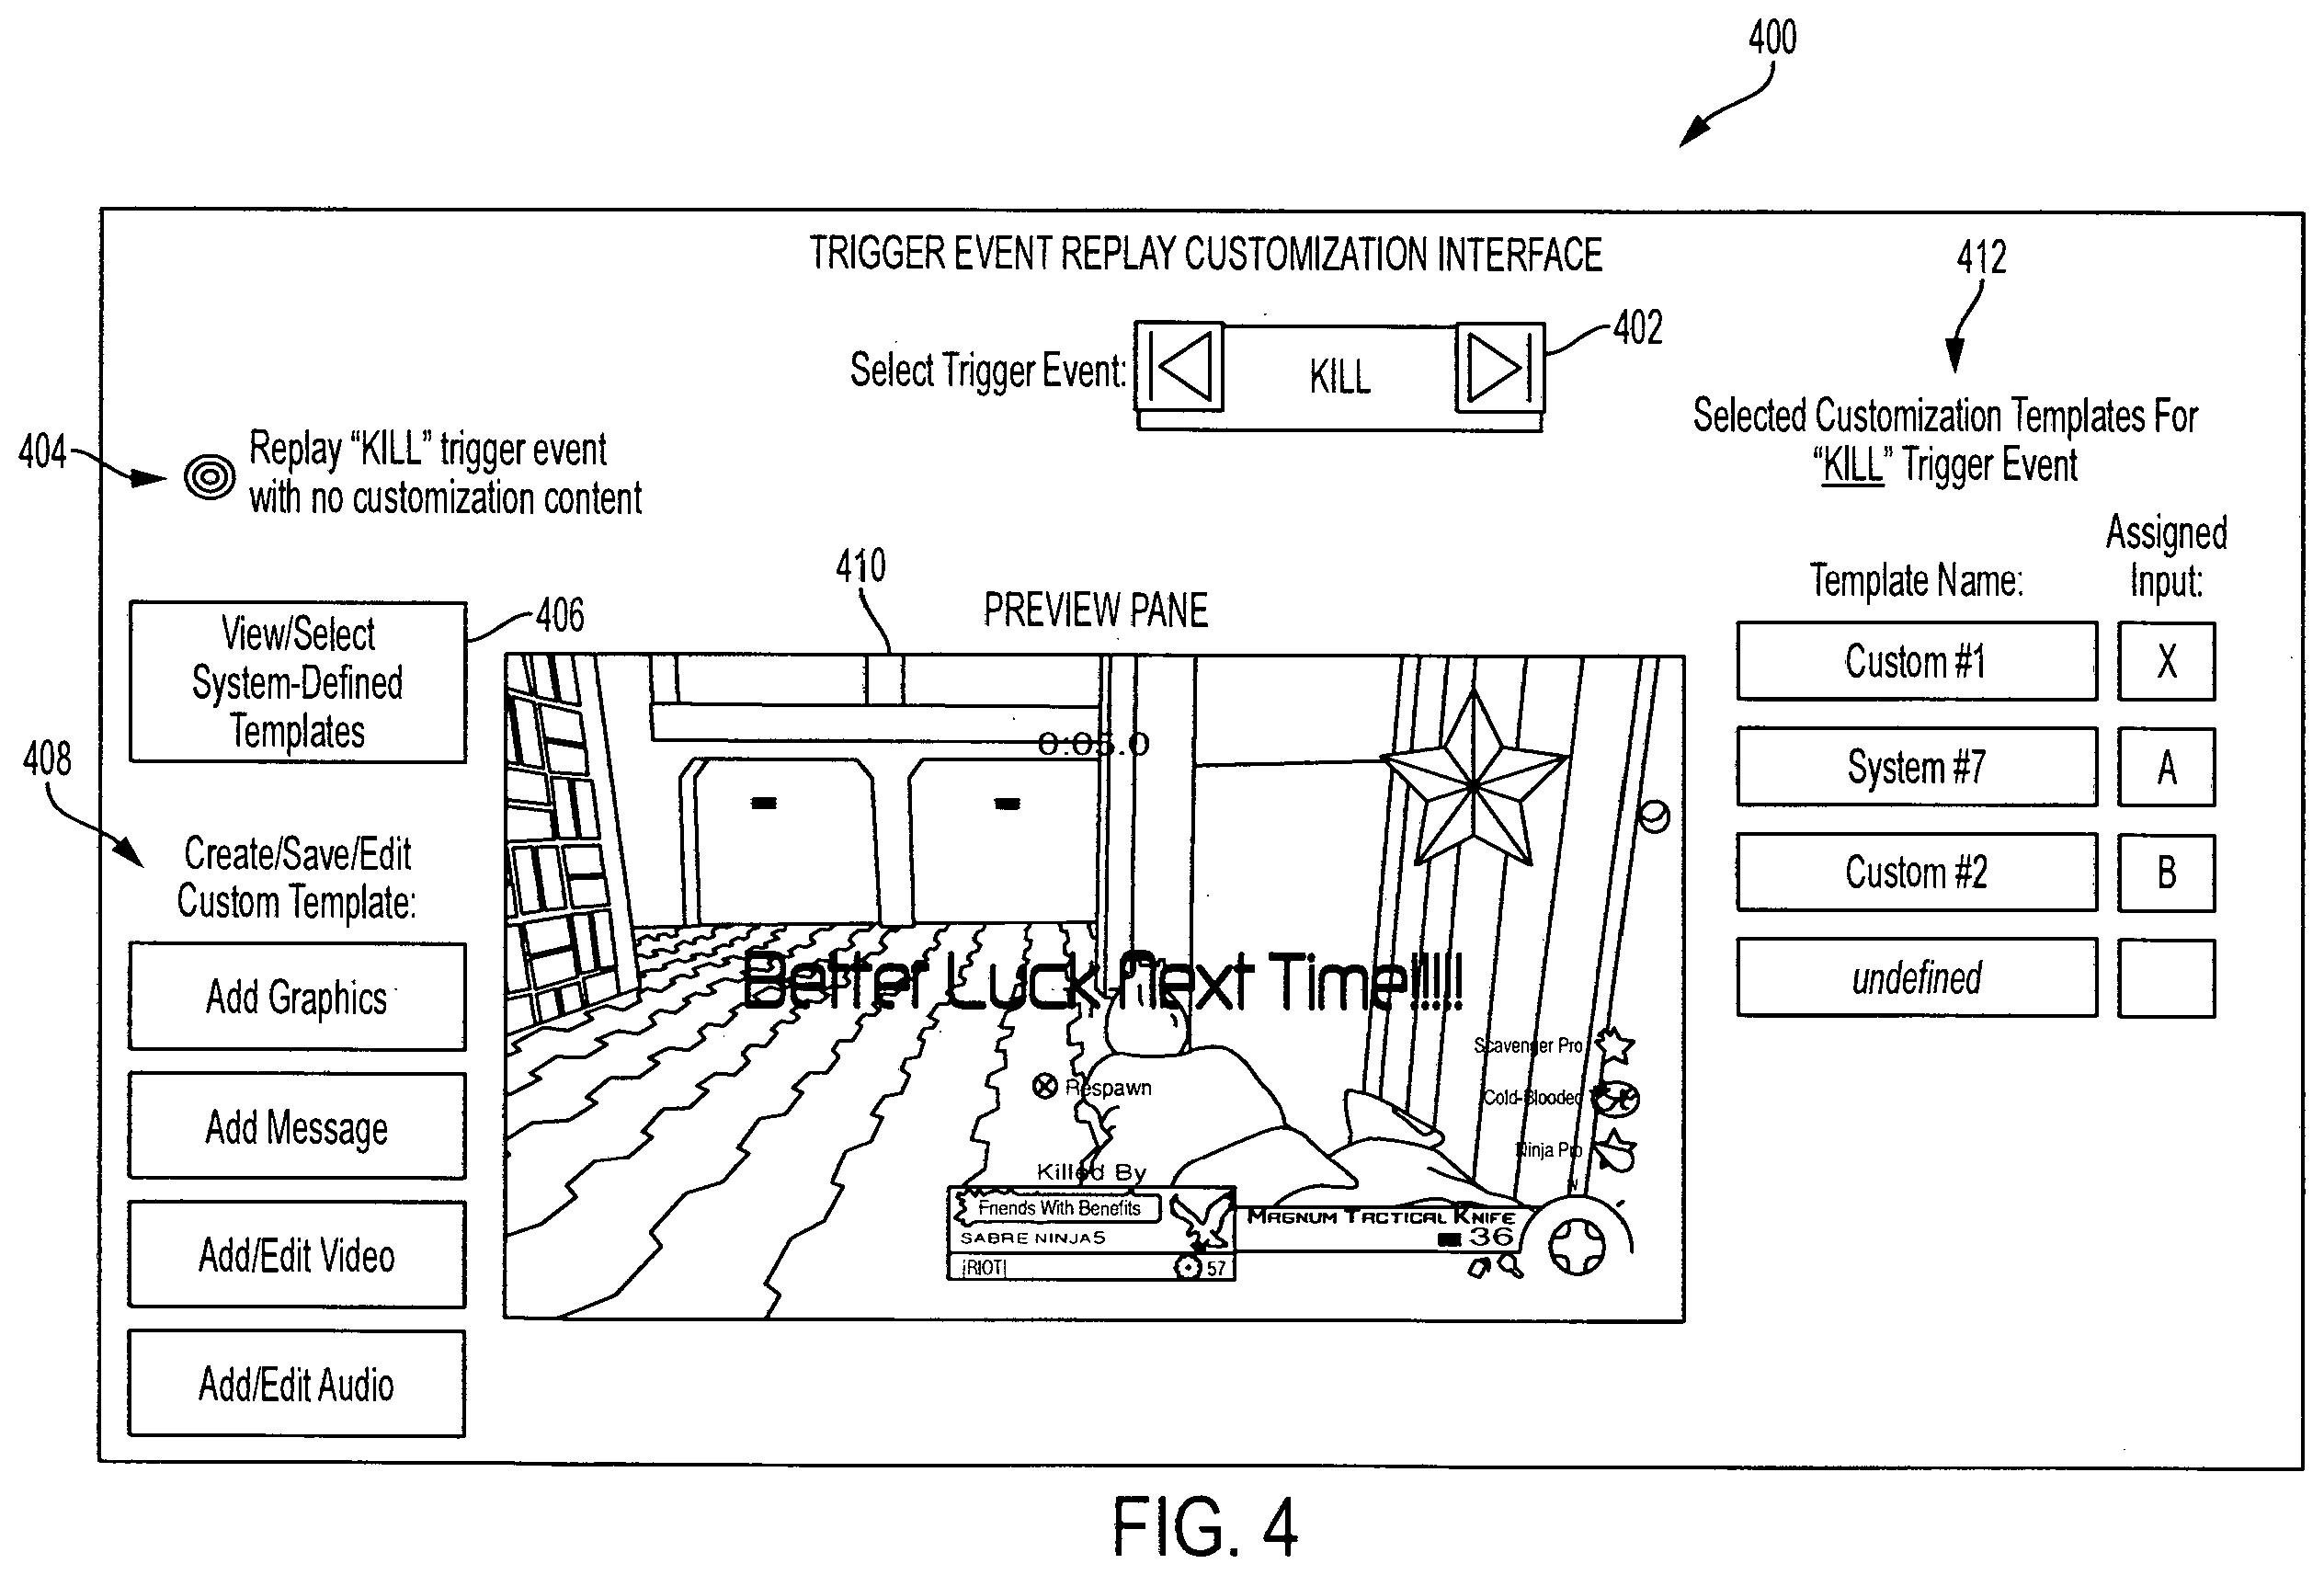 400
TRIGGER EVENT REPLAY CUSTOMIZATION INTERFACE
412
Select Trigger Event:
KILL
402
404
Replay “KILL” trigger event
with no customization content
Selected Customization Templates For
“KILL” Trigger Event
Assigned
Input:
Template Name:
406
View/Select
System-Defined
Templates
410
PREVIEW PANE
Custom #1
X
System #7
A
Custom #2
B
undefined
408
Create/Save/Edit
Custom Template:
Add Graphics
Add Message
Add/Edit Video
Add/Edit Audio
0:05.0
Better Luck Next Time!!!!!
Scavenger Pro
Cold-Blooded
Ninja Pro
Respawn
Killed By
Friends With Benefits
SABRE NINJA5
|RIOT|
57
MAGNUM TACTICAL KNIFE
36
N
FIG. 4